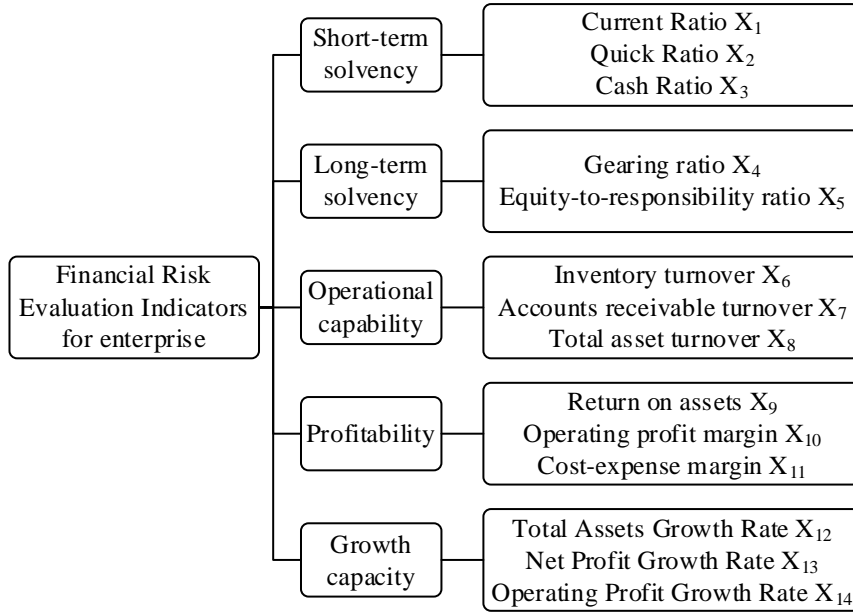 Financial Risk
Evaluation Indicators
for enterprise
Short-term
solvency
Current Ratio X₁
Quick Ratio X₂
Cash Ratio X₃
Long-term
solvency
Gearing ratio X₄
Equity-to-responsibility ratio X₅
Operational
capability
Inventory turnover X₆
Accounts receivable turnover X₇
Total asset turnover X₈
Profitability
Return on assets X₉
Operating profit margin X₁₀
Cost-expense margin X₁₁
Growth
capacity
Total Assets Growth Rate X₁₂
Net Profit Growth Rate X₁₃
Operating Profit Growth Rate X₁₄